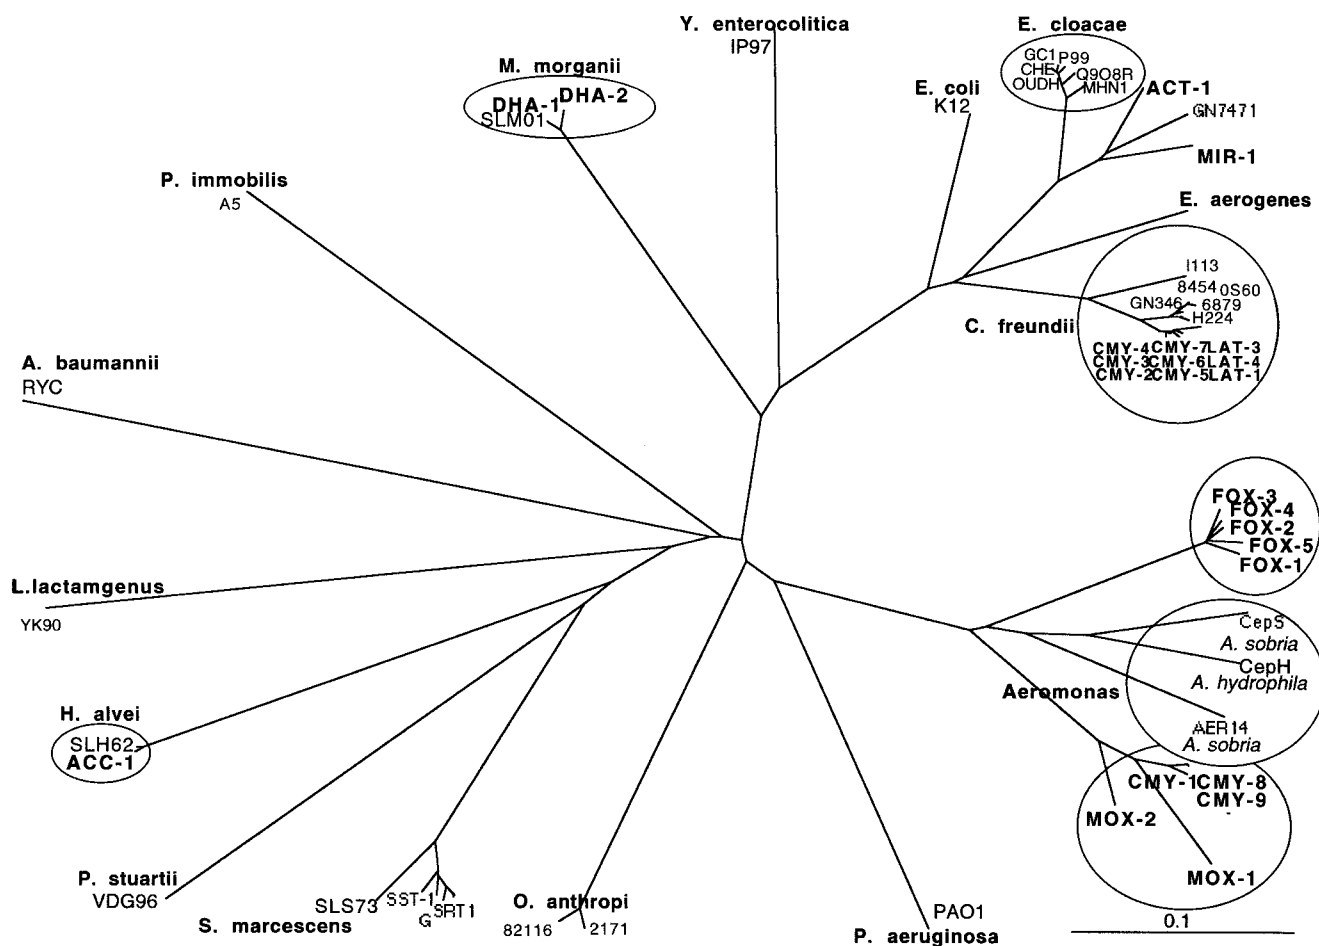 Y. enterocolitica
IP97
E. cloacae
GC1 P99
CHE Q908R
OUDH MHN1
M. morganii
DHA-1 DHA-2
SLM01
E. coli
K12
ACT-1
GN7471
MIR-1
P. immobilis
A5
E. aerogenes
I113
8454 0S60
GN346 6879
H224
C. freundii
CMY-4 CMY-7 LAT-3
CMY-3 CMY-6 LAT-4
CMY-2 CMY-5 LAT-1
A. baumannii
RYC
FOX-3
FOX-4
FOX-2
FOX-5
FOX-1
L.lactamgenus
YK90
CepS
A. sobria
CepH
A. hydrophila
Aeromonas
AER14
A. sobria
H. alvei
SLH62
ACC-1
CMY-1 CMY-8
CMY-9
MOX-2
MOX-1
P. stuartii
VDG96
S. marcescens
SLS73
SST-1
G
SRT1
O. anthropi
82116
2171
PAO1
P. aeruginosa
0.1